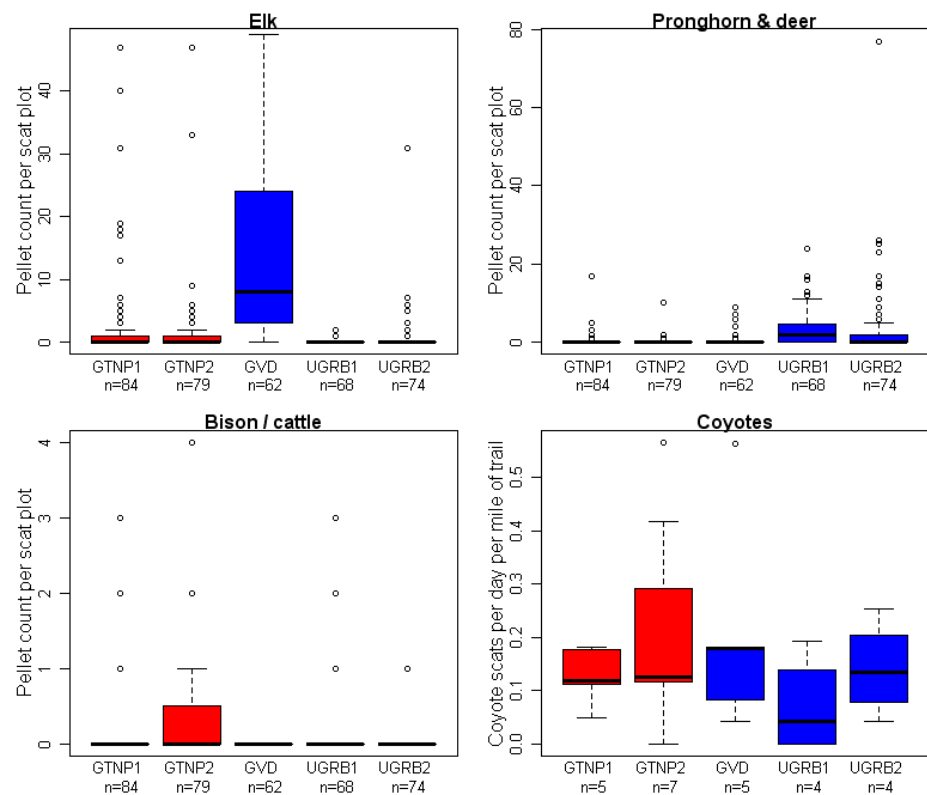 Elk
Pellet count per scat plot
0 10 20 30 40
GTNP1 GTNP2 GVD UGRB1 UGRB2
n=84 n=79 n=62 n=68 n=74
Pronghorn & deer
Pellet count per scat plot
0 20 40 60 80
GTNP1 GTNP2 GVD UGRB1 UGRB2
n=84 n=79 n=62 n=68 n=74
Bison / cattle
Pellet count per scat plot
0 1 2 3 4
GTNP1 GTNP2 GVD UGRB1 UGRB2
n=84 n=79 n=62 n=68 n=74
Coyotes
Coyote scats per day per mile of trail
0.0 0.1 0.2 0.3 0.4 0.5
GTNP1 GTNP2 GVD UGRB1 UGRB2
n=5 n=7 n=5 n=4 n=4